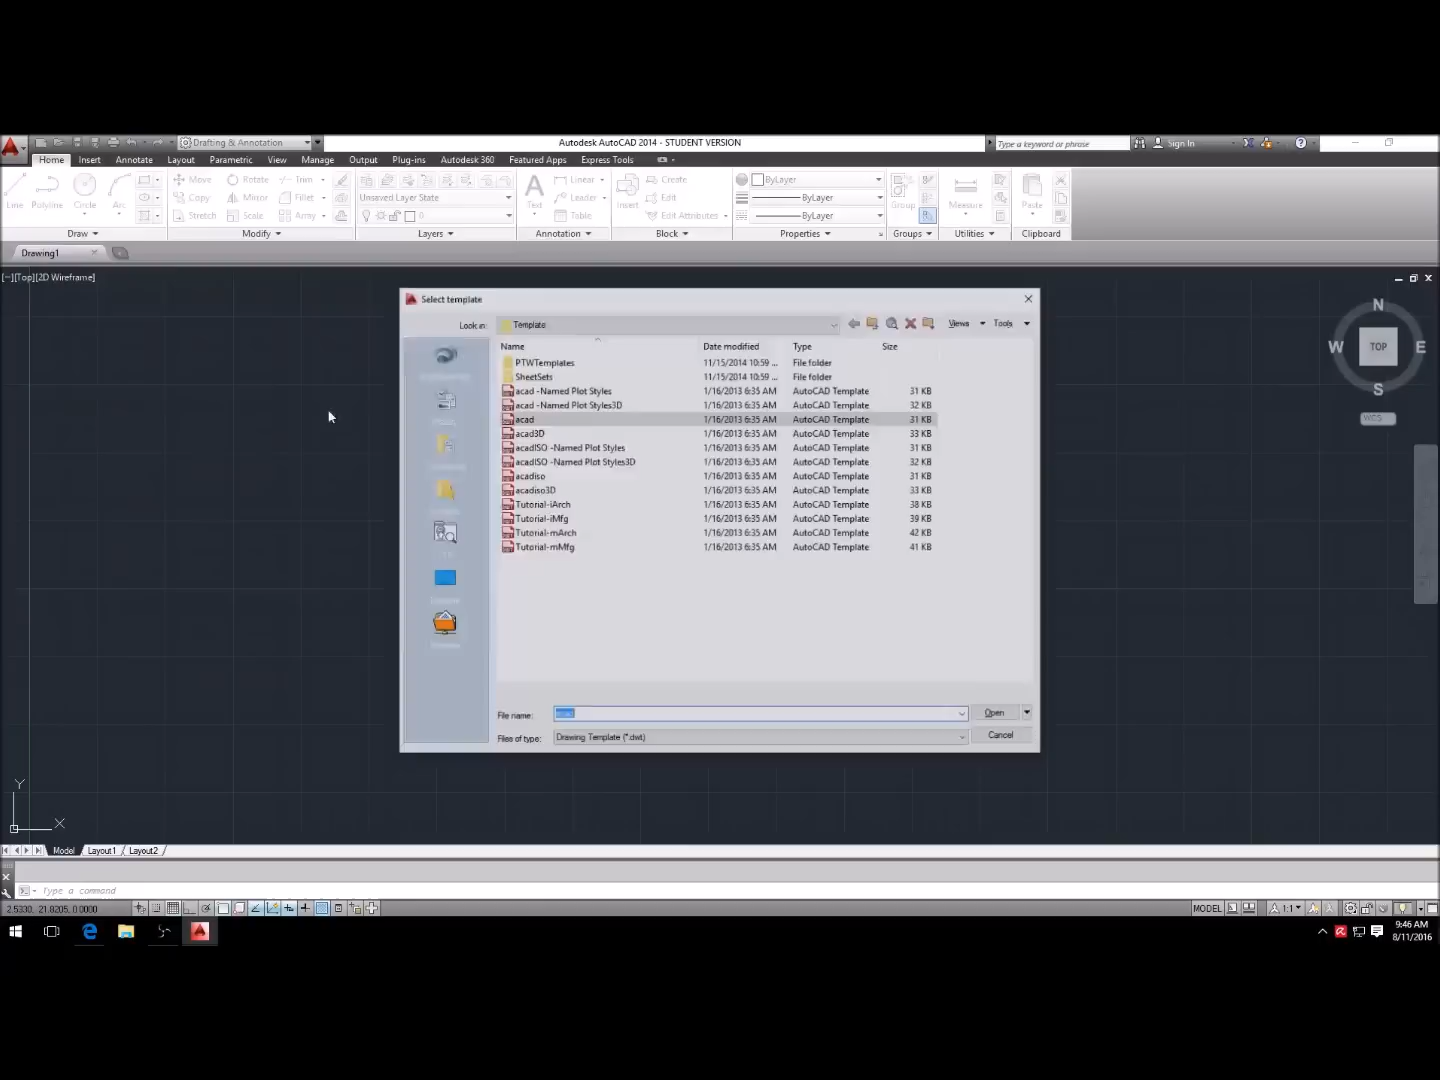 Drafting & Annotation
Autodesk AutoCAD 2014 - STUDENT VERSION
Type a keyword or phrase
Sign In
Home Insert Annotate Layout Parametric View Manage Output Plug-ins Autodesk 360 Featured Apps Express Tools
Line Polyline Circle Arc
Move Rotate Trim
Copy Mirror Fillet
Stretch Scale Array
Unsaved Layer State
0
Text
Linear
Leader
Table
Insert
Create
Edit
Edit Attributes
ByLayer
ByLayer
ByLayer
Group
Measure
Paste
Draw Modify Layers Annotation Block Properties Groups Utilities Clipboard
Drawing1
[−][Top][2D Wireframe]
Select template
Look in: Template Views Tools
Name Date modified Type Size
PTWTemplates 11/15/2014 10:59 ... File folder
SheetSets 11/15/2014 10:59 ... File folder
acad -Named Plot Styles 1/16/2013 6:35 AM AutoCAD Template 31 KB
acad -Named Plot Styles3D 1/16/2013 6:35 AM AutoCAD Template 32 KB
acad 1/16/2013 6:35 AM AutoCAD Template 31 KB
acad3D 1/16/2013 6:35 AM AutoCAD Template 33 KB
acadISO -Named Plot Styles 1/16/2013 6:35 AM AutoCAD Template 31 KB
acadISO -Named Plot Styles3D 1/16/2013 6:35 AM AutoCAD Template 32 KB
acadiso 1/16/2013 6:35 AM AutoCAD Template 31 KB
acadiso3D 1/16/2013 6:35 AM AutoCAD Template 33 KB
Tutorial-iArch 1/16/2013 6:35 AM AutoCAD Template 38 KB
Tutorial-iMfg 1/16/2013 6:35 AM AutoCAD Template 39 KB
Tutorial-mArch 1/16/2013 6:35 AM AutoCAD Template 42 KB
Tutorial-mMfg 1/16/2013 6:35 AM AutoCAD Template 41 KB
File name: Open
Files of type: Drawing Template (*.dwt) Cancel
N
W TOP E
S
WCS
Y
X
Model Layout1 Layout2
Type a command
2.5330, 21.8205, 0.0000
MODEL
1:1
9:46 AM
8/11/2016